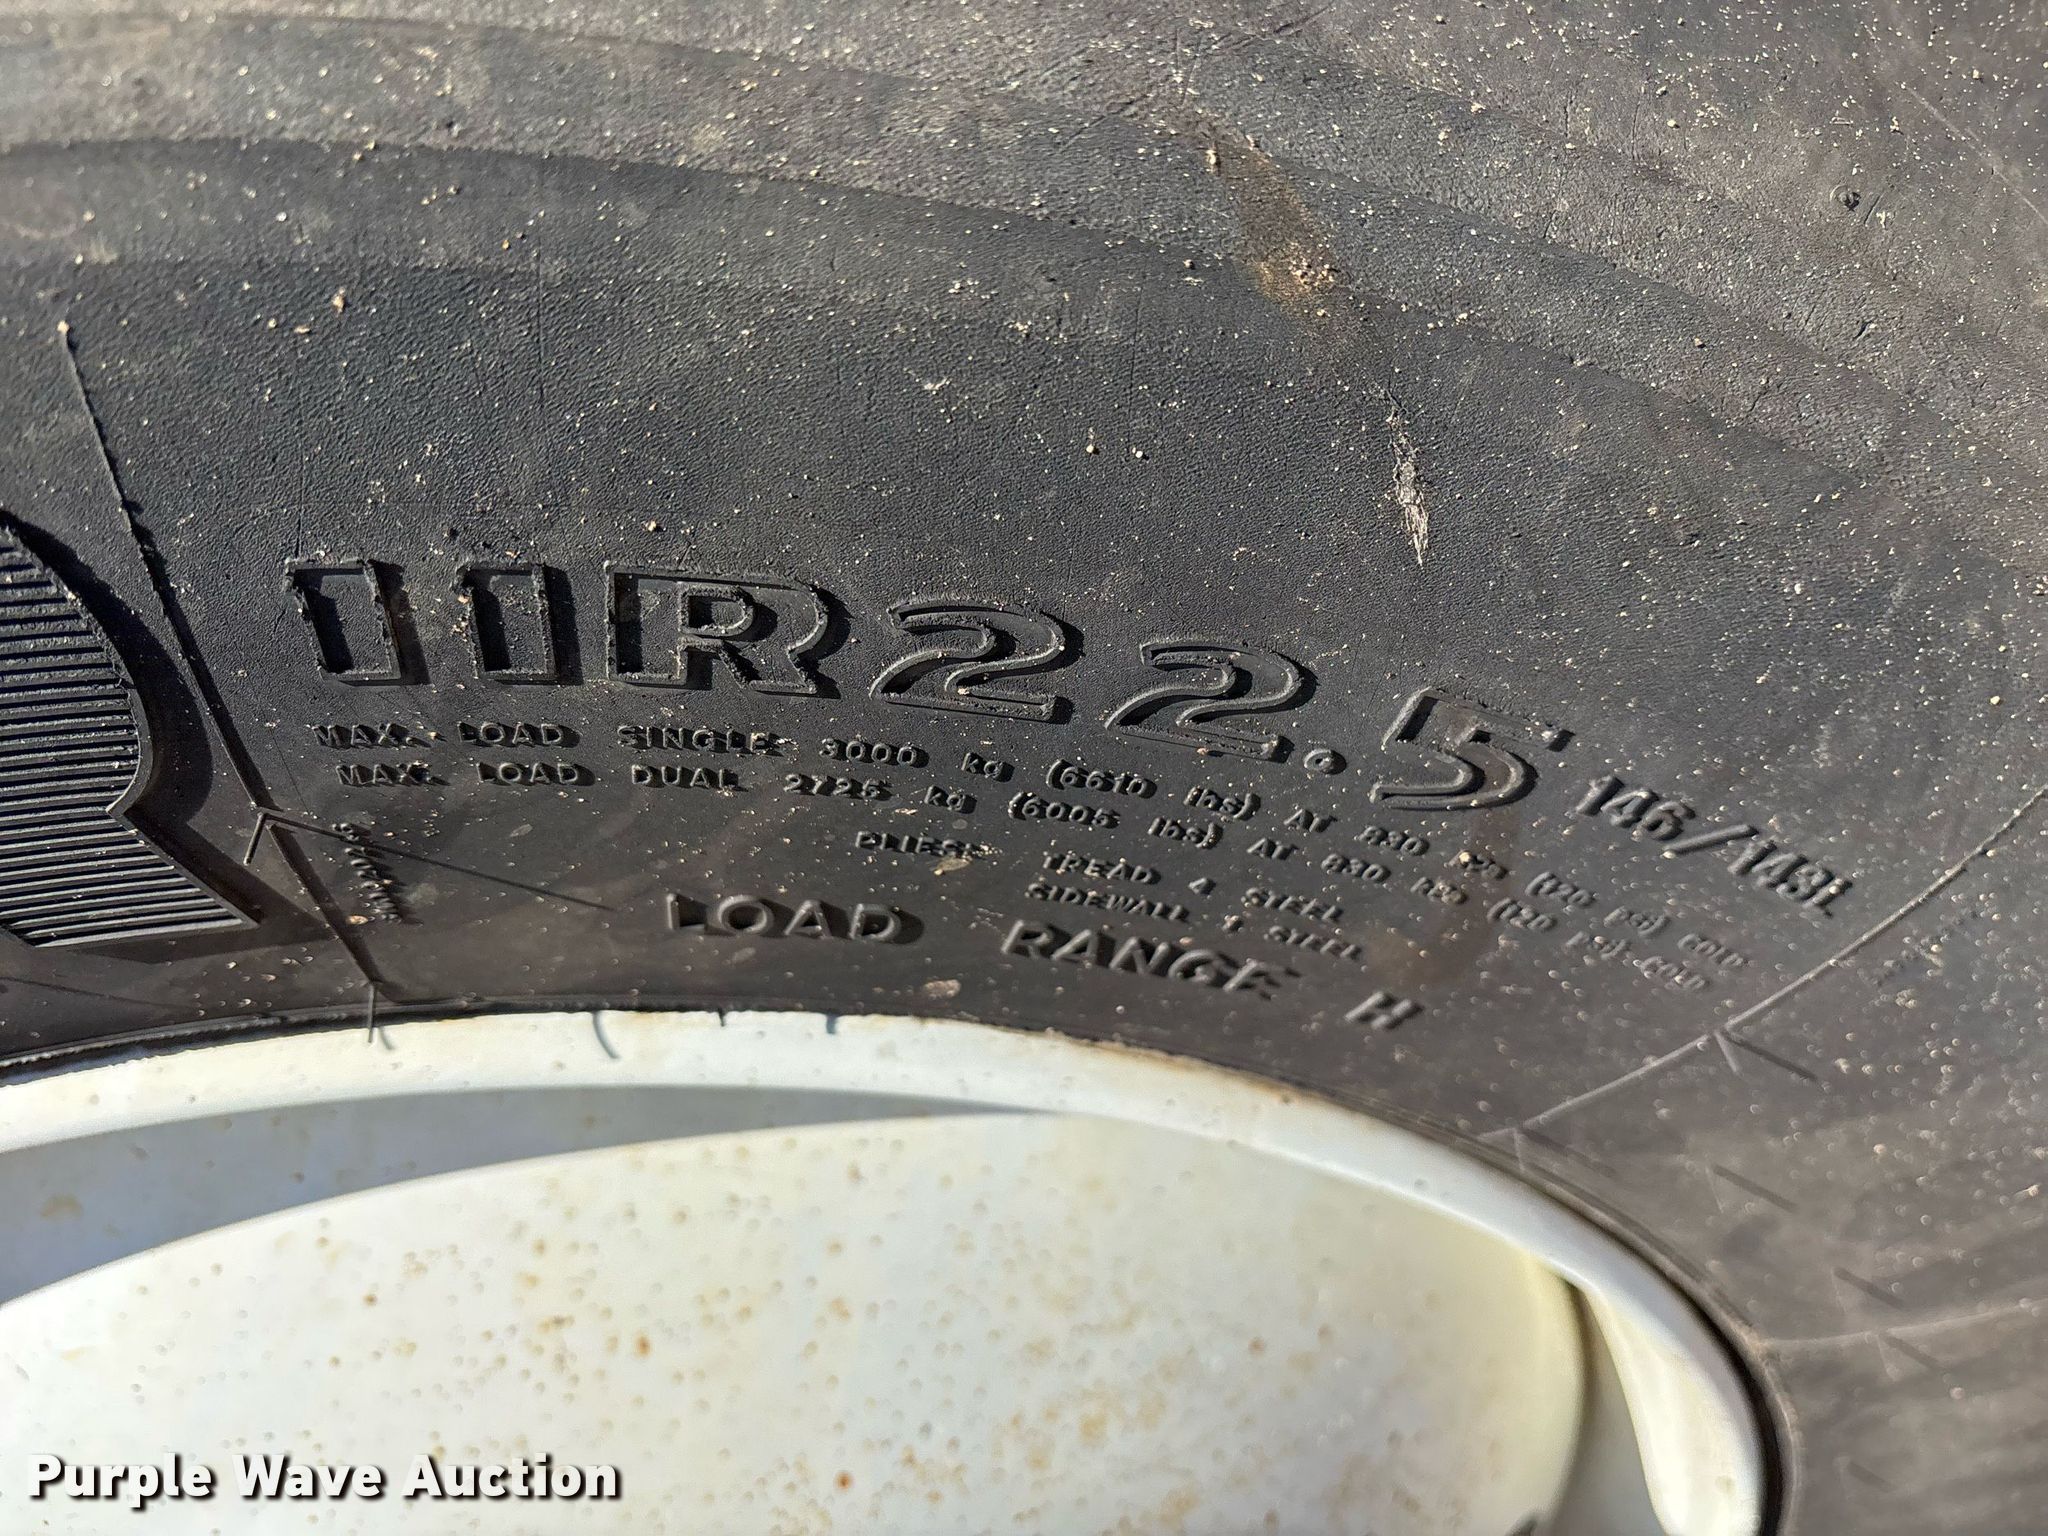 11R22.5 146/143L
MAX. LOAD SINGLE 3000 kg (6610 lbs) AT 830 kPa (120 psi) COLD
MAX. LOAD DUAL 2725 kg (6005 lbs) AT 830 kPa (120 psi) COLD
PLIES: TREAD 4 STEEL
SIDEWALL 1 STEEL
LOAD RANGE H
Purple Wave Auction